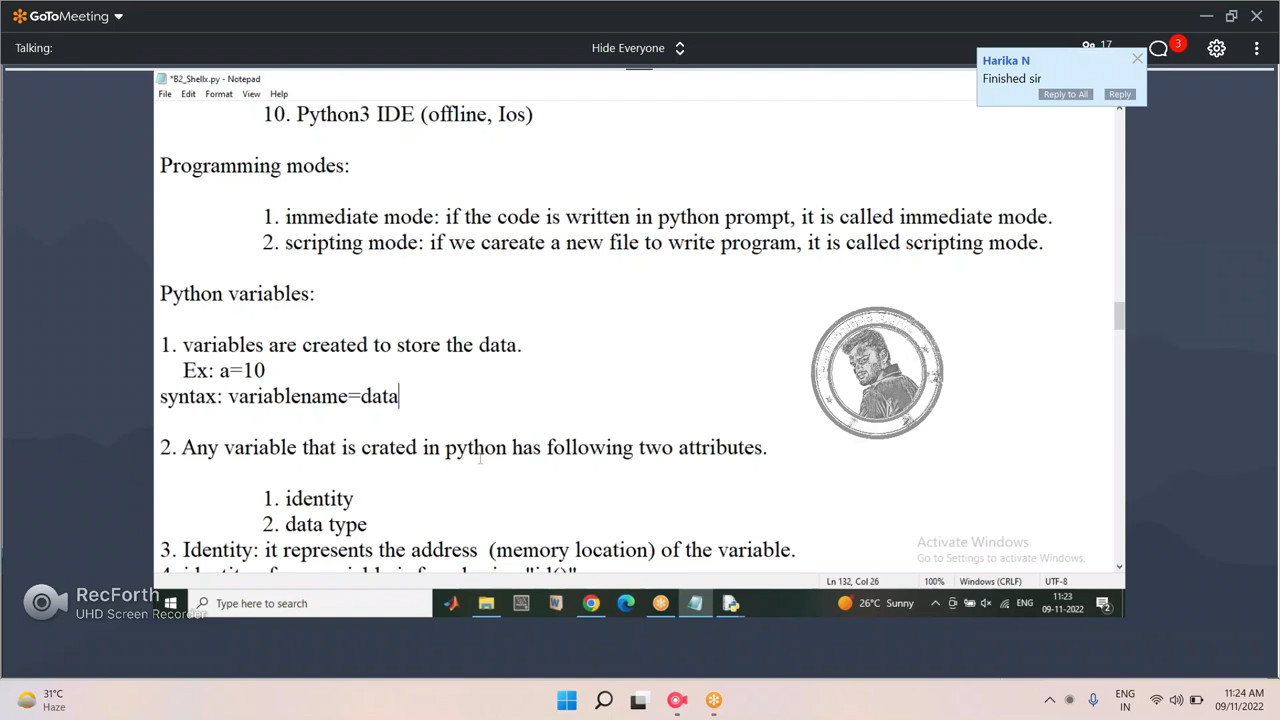 GoToMeeting
Talking:
Hide Everyone
17
3
Harika N
Finished sir
Reply to All
Reply
*B2_Shellx.py - Notepad
File Edit Format View Help
10. Python3 IDE (offline, Ios)
Programming modes:
1. immediate mode: if the code is written in python prompt, it is called immediate mode.
2. scripting mode: if we careate a new file to write program, it is called scripting mode.
Python variables:
1. variables are created to store the data.
Ex: a=10
syntax: variablename=data
2. Any variable that is crated in python has following two attributes.
1. identity
2. data type
3. Identity: it represents the address (memory location) of the variable.
Activate Windows
Go to Settings to activate Windows.
Ln 132, Col 26 100% Windows (CRLF) UTF-8
RecForth
UHD Screen Recorder
Type here to search
26°C Sunny
ENG
11:23
09-11-2022
2
31°C
Haze
ENG
IN
11:24 AM
09/11/2022